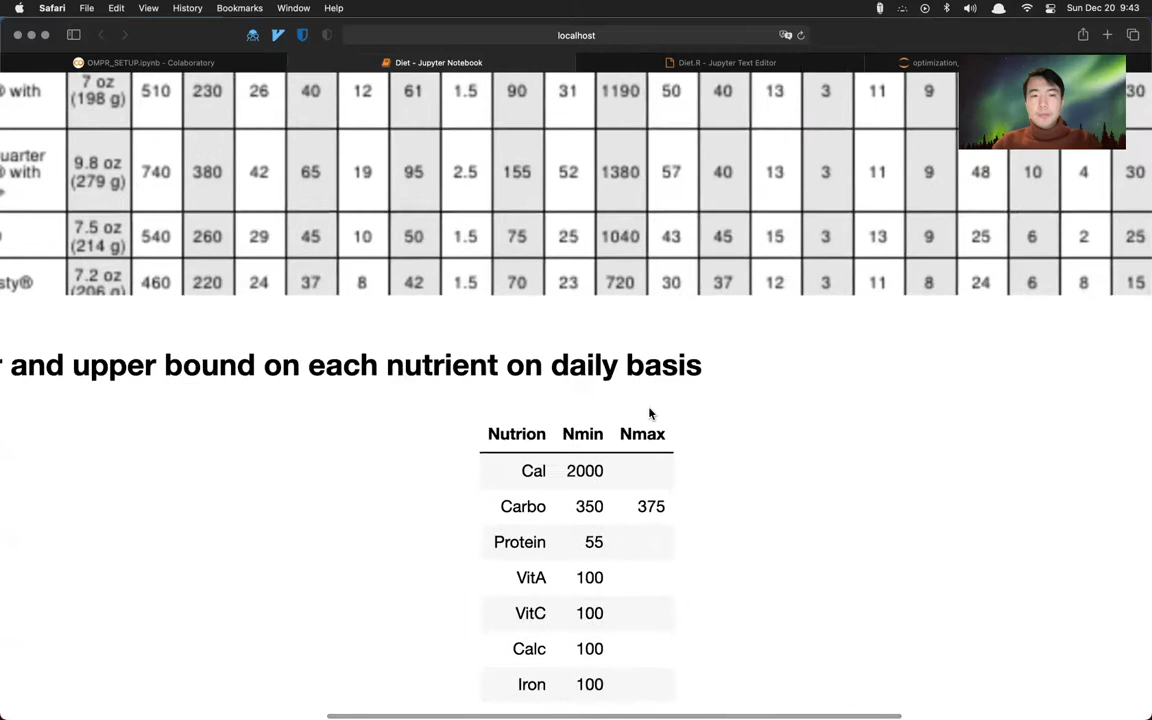 Safari File Edit View History Bookmarks Window Help Sun Dec 20 9:43
localhost
OMPR_SETUP.ipynb - Colaboratory Diet - Jupyter Notebook Diet.R - Jupyter Text Editor optimization,
® with 7 oz (198 g) 510 230 26 40 12 61 1.5 90 31 1190 50 40 13 3 11 9 30
uarter ® with 9.8 oz (279 g) 740 380 42 65 19 95 2.5 155 52 1380 57 40 13 3 11 9 48 10 4 30
7.5 oz (214 g) 540 260 29 45 10 50 1.5 75 25 1040 43 45 15 3 13 9 25 6 2 25
sty® 7.2 oz (206 g) 460 220 24 37 8 42 1.5 70 23 720 30 37 12 3 11 8 24 6 8 15
r and upper bound on each nutrient on daily basis
Nutrion Nmin Nmax
Cal 2000
Carbo 350 375
Protein 55
VitA 100
VitC 100
Calc 100
Iron 100